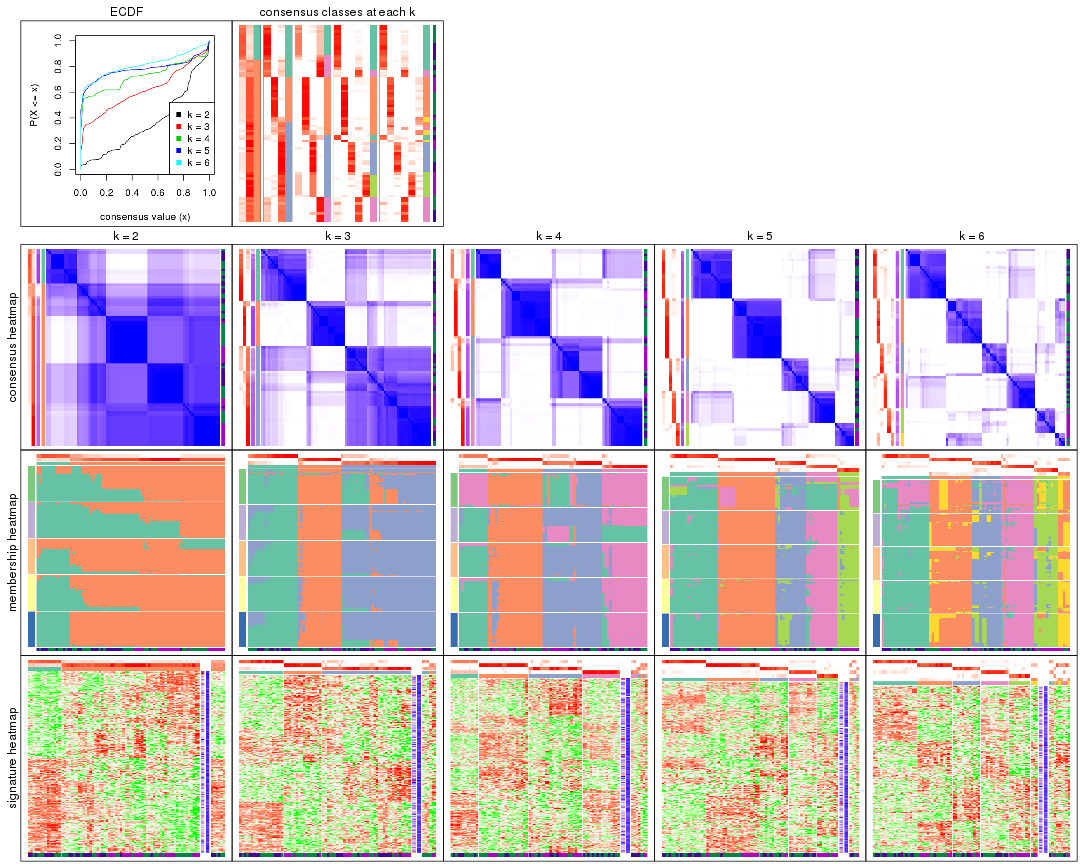 ECDF
consensus classes at each k
P(X <= x)
0.0 0.2 0.4 0.6 0.8 1.0
k = 2
k = 3
k = 4
k = 5
k = 6
0.0 0.2 0.4 0.6 0.8 1.0
consensus value (x)
k = 2 k = 3 k = 4 k = 5 k = 6
consensus heatmap
membership heatmap
signature heatmap